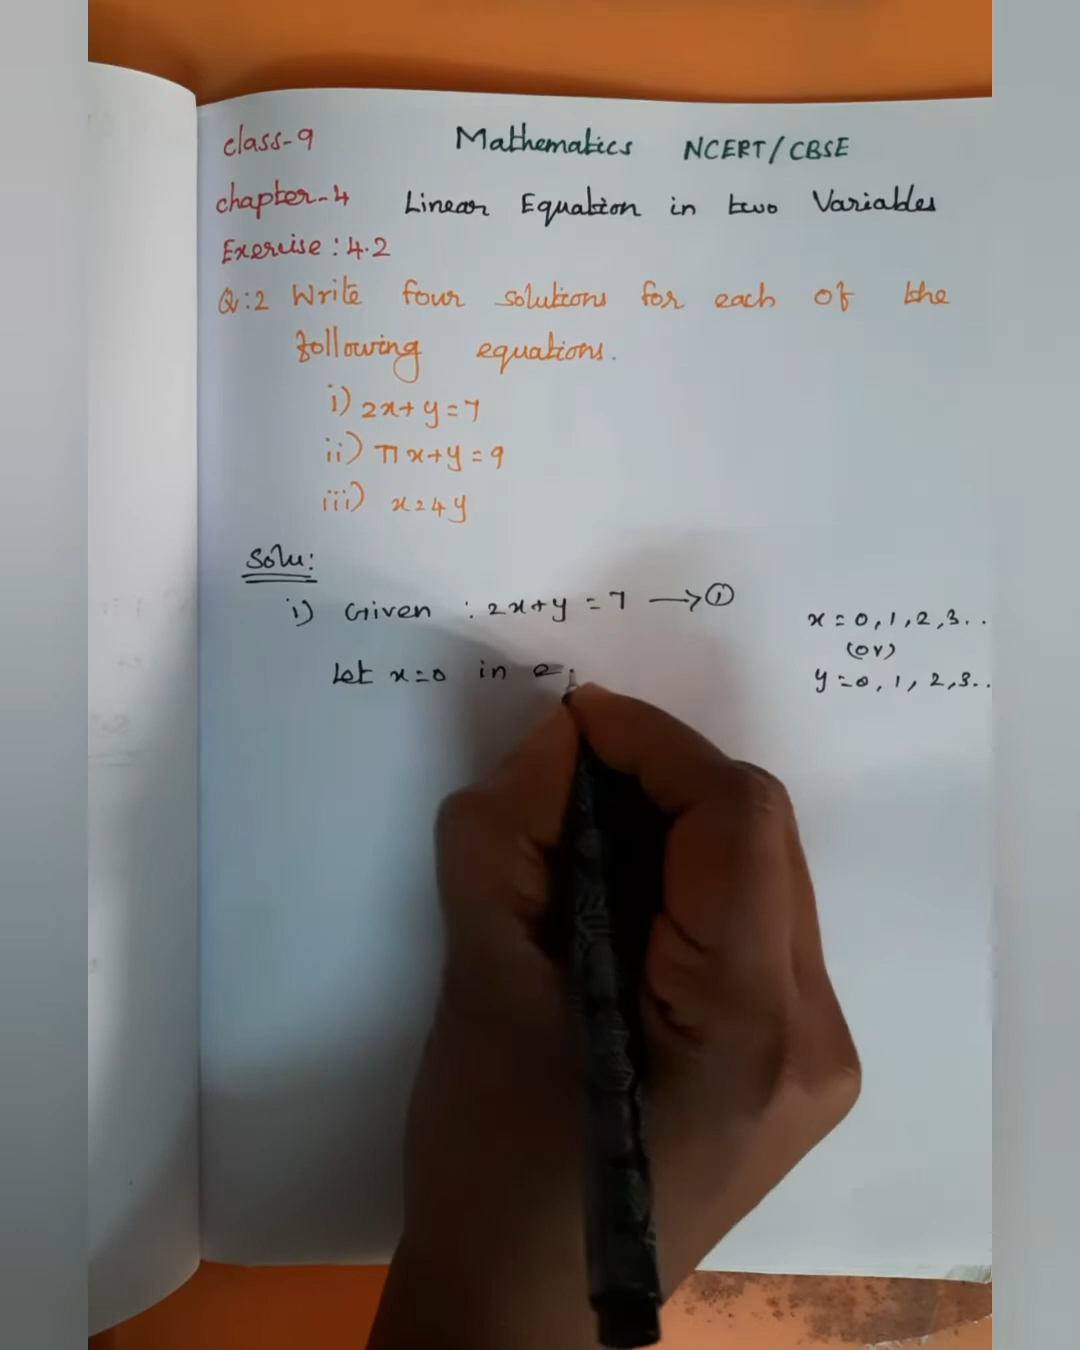 class-9 Mathematics NCERT/CBSE
chapter-4 Linear Equation in two Variables
Exercise : 4.2
Q:2 Write four solutions for each of the
following equations.
i) 2x+y=7
ii) πx+y=9
iii) x=4y
Solu:
i) Given : 2x+y=7 → ①
x=0,1,2,3..
(or)
Let x=0 in e
y=0,1,2,3..